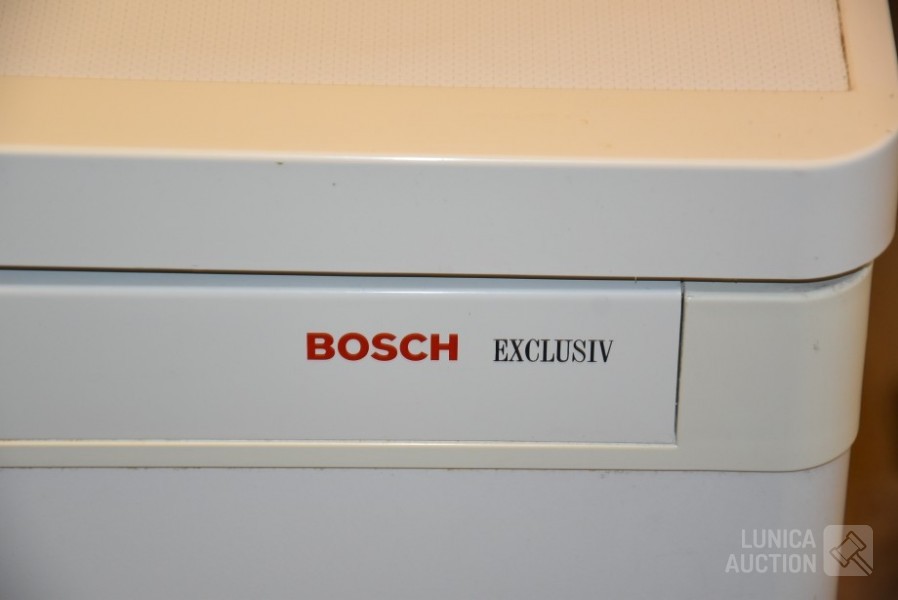 BOSCH EXCLUSIV
LUNICA
AUCTION